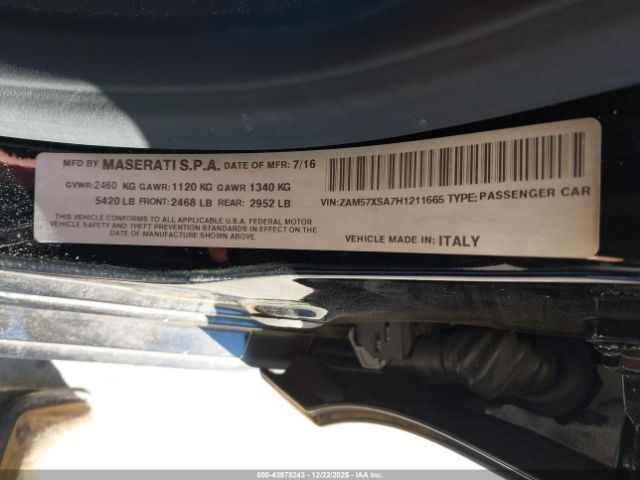 MFD BY MASERATI S.P.A. DATE OF MFR: 7/16
GVWR: 2460 KG GAWR: 1120 KG GAWR 1340 KG
5420 LB FRONT: 2468 LB REAR: 2952 LB
THIS VEHICLE CONFORMS TO ALL APPLICABLE U.S.A. FEDERAL MOTOR
VEHICLE SAFETY AND THEFT PREVENTION STANDARDS IN EFFECT ON THE
DATE OF MANUFACTURE SHOWN ABOVE
VIN: ZAM57XSA7H1211665 TYPE: PASSENGER CAR
VEHICLE MADE IN: ITALY
000-43978243 - 12/22/2025 - IAAI.COM